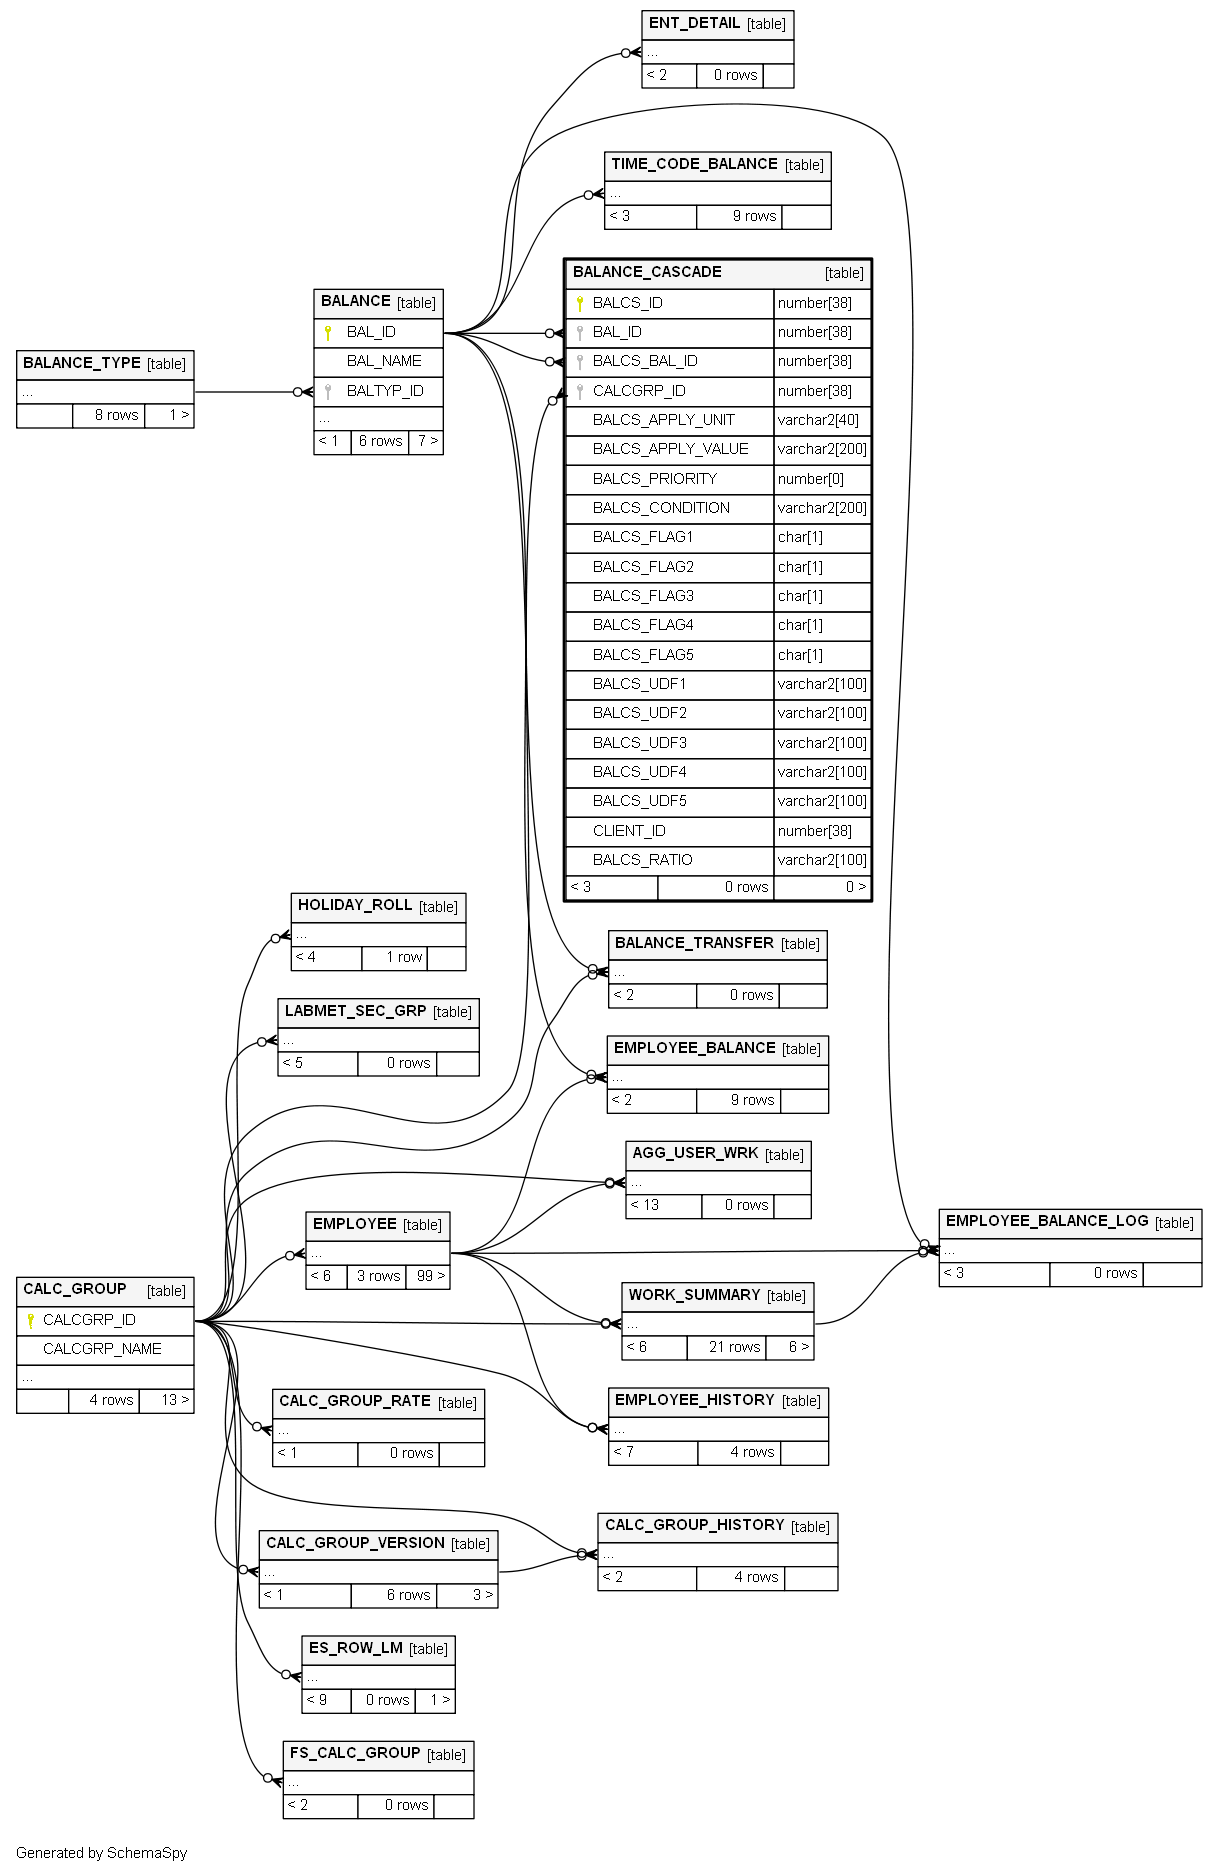 ENT_DETAIL [table]
...
< 2 0 rows
TIME_CODE_BALANCE [table]
...
< 3 9 rows
BALANCE_CASCADE [table]
BALCS_ID number[38]
BAL_ID number[38]
BALCS_BAL_ID number[38]
CALCGRP_ID number[38]
BALCS_APPLY_UNIT varchar2[40]
BALCS_APPLY_VALUE varchar2[200]
BALCS_PRIORITY number[0]
BALCS_CONDITION varchar2[200]
BALCS_FLAG1 char[1]
BALCS_FLAG2 char[1]
BALCS_FLAG3 char[1]
BALCS_FLAG4 char[1]
BALCS_FLAG5 char[1]
BALCS_UDF1 varchar2[100]
BALCS_UDF2 varchar2[100]
BALCS_UDF3 varchar2[100]
BALCS_UDF4 varchar2[100]
BALCS_UDF5 varchar2[100]
CLIENT_ID number[38]
BALCS_RATIO varchar2[100]
< 3 0 rows 0 >
BALANCE [table]
BAL_ID
BAL_NAME
BALTYP_ID
...
< 1 6 rows 7 >
BALANCE_TYPE [table]
...
8 rows 1 >
HOLIDAY_ROLL [table]
...
< 4 1 row
BALANCE_TRANSFER [table]
...
< 2 0 rows
LABMET_SEC_GRP [table]
...
< 5 0 rows
EMPLOYEE_BALANCE [table]
...
< 2 9 rows
AGG_USER_WRK [table]
...
< 13 0 rows
EMPLOYEE [table]
...
< 6 3 rows 99 >
EMPLOYEE_BALANCE_LOG [table]
...
< 3 0 rows
CALC_GROUP [table]
CALCGRP_ID
CALCGRP_NAME
...
4 rows 13 >
WORK_SUMMARY [table]
...
< 6 21 rows 6 >
CALC_GROUP_RATE [table]
...
< 1 0 rows
EMPLOYEE_HISTORY [table]
...
< 7 4 rows
CALC_GROUP_VERSION [table]
...
< 1 6 rows 3 >
CALC_GROUP_HISTORY [table]
...
< 2 4 rows
ES_ROW_LM [table]
...
< 9 0 rows 1 >
FS_CALC_GROUP [table]
...
< 2 0 rows
Generated by SchemaSpy